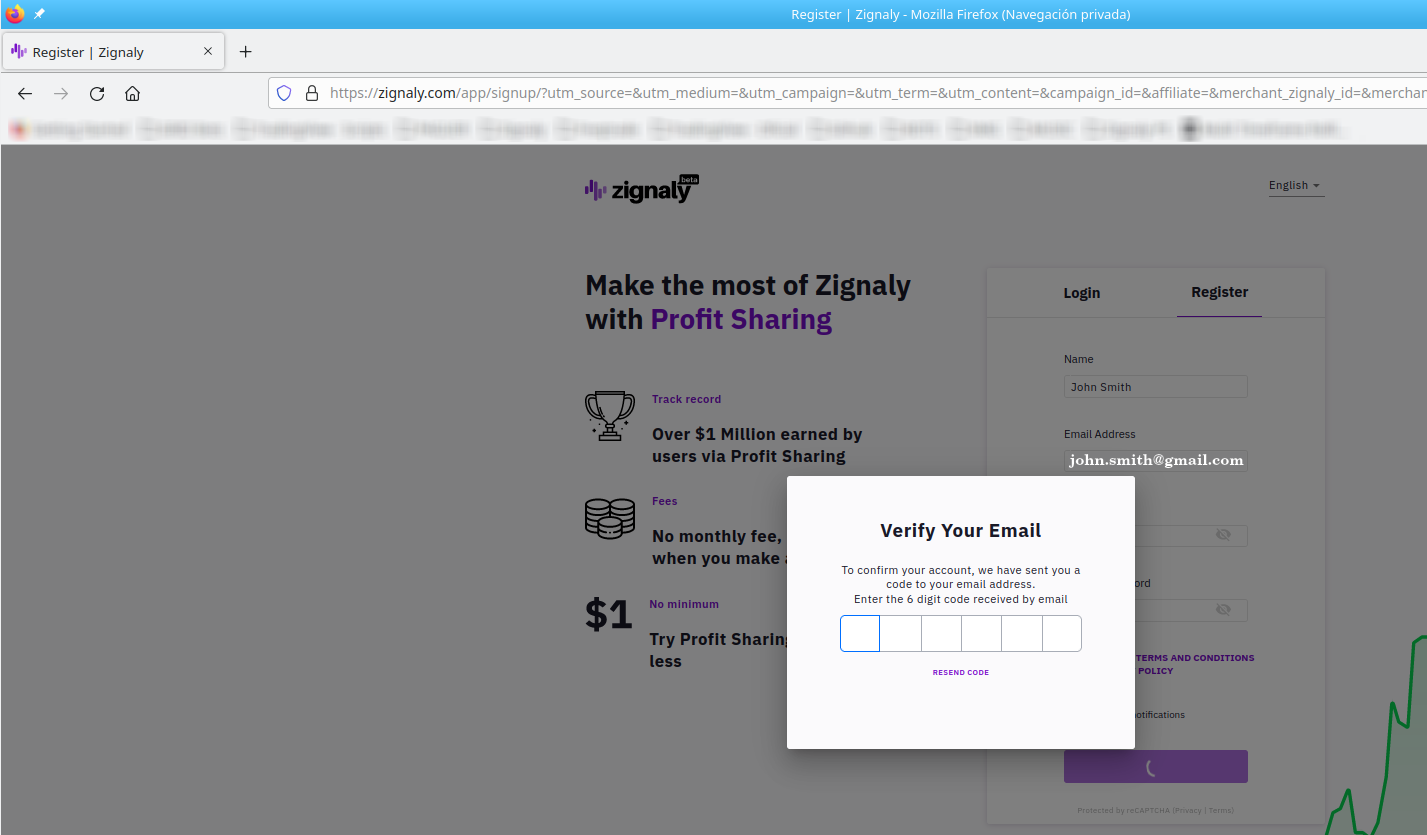 Register | Zignaly - Mozilla Firefox (Navegación privada)
Register | Zignaly
https://zignaly.com/app/signup/?utm_source=&utm_medium=&utm_campaign=&utm_term=&utm_content=&campaign_id=&affiliate=&merchant_zignaly_id=&merchan
zignaly beta
English
Make the most of Zignaly
with Profit Sharing
Track record
Over $1 Million earned by
users via Profit Sharing
Fees
No monthly fee,
when you make
$1
No minimum
Try Profit Sharing
less
Login
Register
Name
John Smith
Email Address
john.smith@gmail.com
ord
TERMS AND CONDITIONS
POLICY
otifications
Protected by reCAPTCHA (Privacy | Terms)
Verify Your Email
To confirm your account, we have sent you a
code to your email address.
Enter the 6 digit code received by email
RESEND CODE